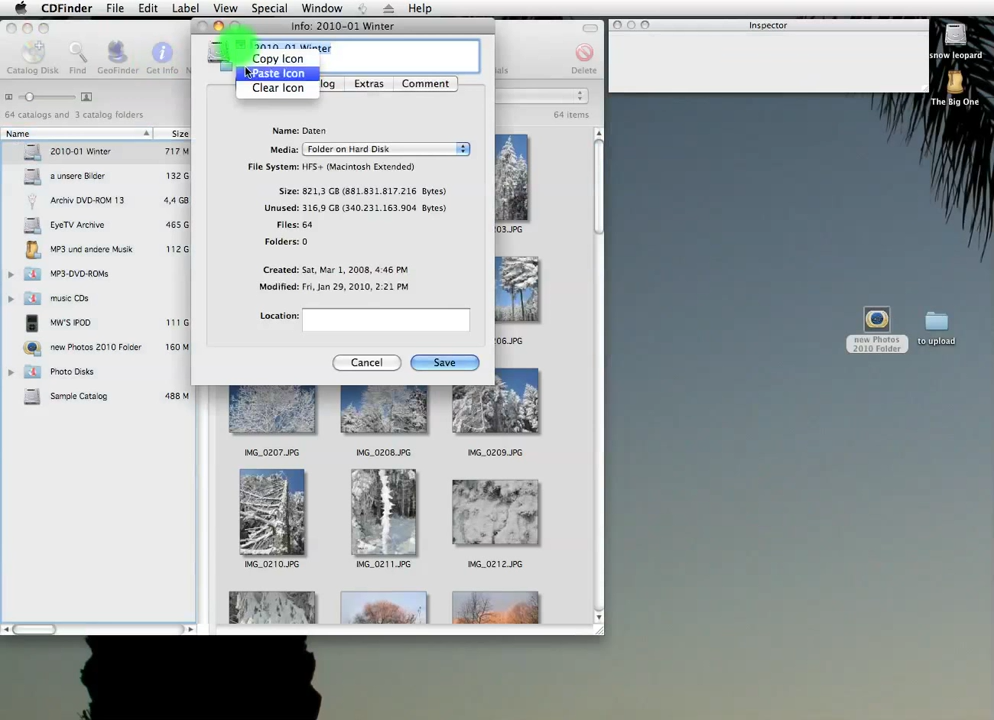 CDFinder File Edit Label View Special Window Help
Info: 2010-01 Winter
Inspector
2010-01 Winter
Copy Icon
Paste Icon
Clear Icon
Extras
Comment
Catalog Disk
Find
GeoFinder
Get Info
Delete
snow leopard
The Big One
64 catalogs and 3 catalog folders
64 items
Name
Size
2010-01 Winter 717 M
a unsere Bilder 12 G
Archiv DVD-ROM 13 4,4 GB
EyeTV Archive 465 G
MP3 und andere Musik 112 G
MP3-DVD-ROMs
music CDs
MW'S IPOD 111 G
new Photos 2010 Folder 160 M
Photo Disks
Sample Catalog 488 M
Name: Daten
Media: Folder on Hard Disk
File System: HFS+ (Macintosh Extended)
Size: 821,3 GB (881.831.817.216 Bytes)
Unused: 316,9 GB (340.231.163.904 Bytes)
Files: 64
Folders: 0
Created: Sat, Mar 1, 2008, 4:46 PM
Modified: Fri, Jan 29, 2010, 2:21 PM
Location:
Cancel
Save
203.JPG
206.JPG
IMG_0207.JPG
IMG_0208.JPG
IMG_0209.JPG
IMG_0210.JPG
IMG_0211.JPG
IMG_0212.JPG
new Photos
2010 Folder
to upload